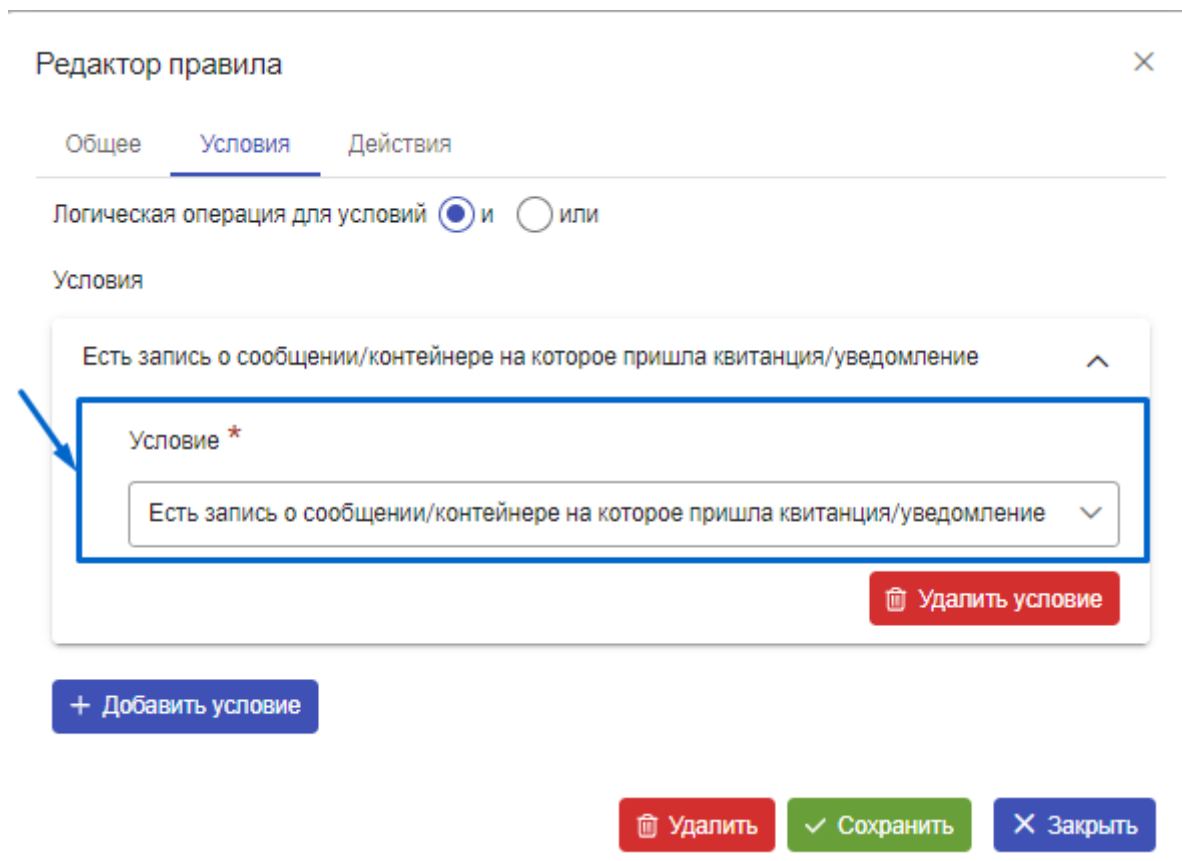 Редактор правила
Общее Условия Действия
Логическая операция для условий и или
Условия
Есть запись о сообщении/контейнере на которое пришла квитанция/уведомление
Условие *
Есть запись о сообщении/контейнере на которое пришла квитанция/уведомление
Удалить условие
+ Добавить условие
Удалить Сохранить Закрыть